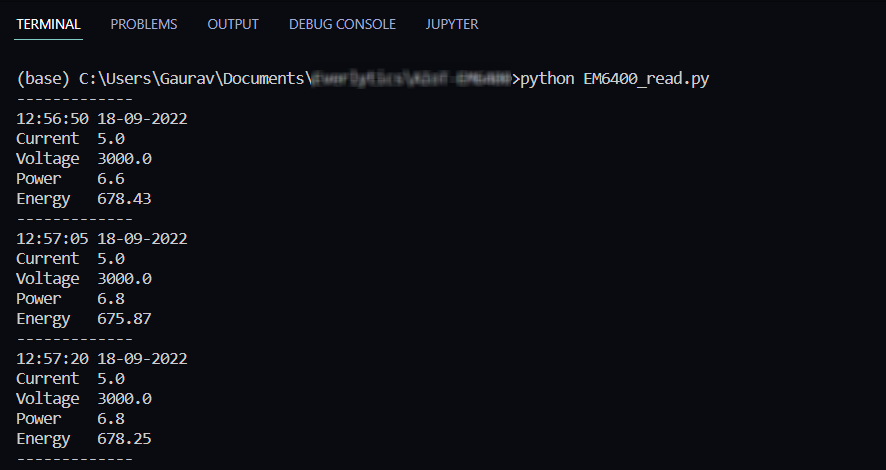 TERMINAL PROBLEMS OUTPUT DEBUG CONSOLE JUPYTER
(base) C:\Users\Gaurav\Documents\ >python EM6400_read.py
-------------
12:56:50 18-09-2022
Current 5.0
Voltage 3000.0
Power 6.6
Energy 678.43
-------------
12:57:05 18-09-2022
Current 5.0
Voltage 3000.0
Power 6.8
Energy 675.87
-------------
12:57:20 18-09-2022
Current 5.0
Voltage 3000.0
Power 6.8
Energy 678.25
-------------